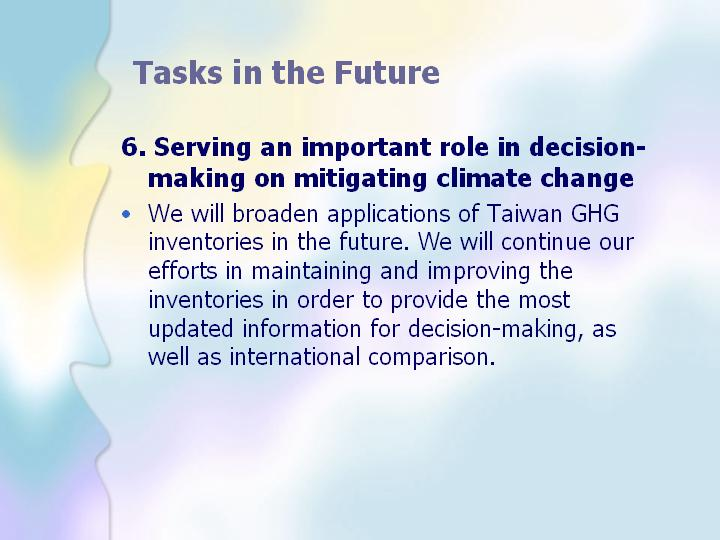 Tasks in the Future
6. Serving an important role in decision-
making on mitigating climate change
• We will broaden applications of Taiwan GHG
inventories in the future. We will continue our
efforts in maintaining and improving the
inventories in order to provide the most
updated information for decision-making, as
well as international comparison.